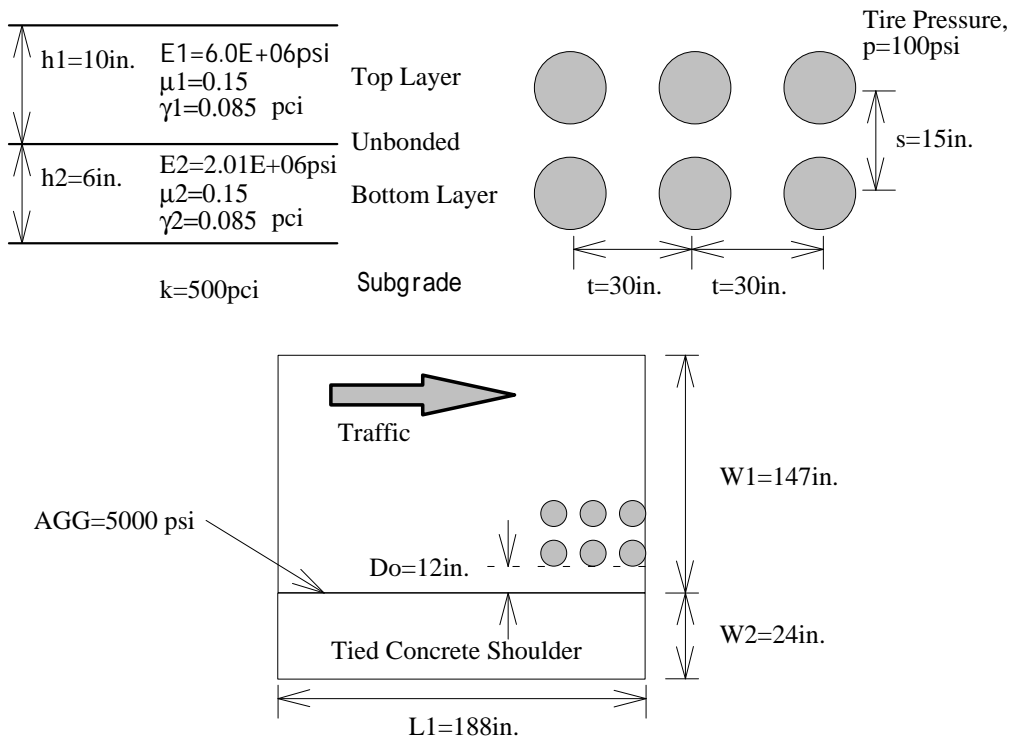 Tire Pressure,
p=100psi
h1=10in.
E1=6.0E+06psi
μ1=0.15
γ1=0.085 pci
Top Layer
Unbonded
s=15in.
h2=6in.
E2=2.01E+06psi
μ2=0.15
γ2=0.085 pci
Bottom Layer
k=500pci
Subgrade
t=30in.
t=30in.
Traffic
W1=147in.
AGG=5000 psi
Do=12in.
W2=24in.
Tied Concrete Shoulder
L1=188in.